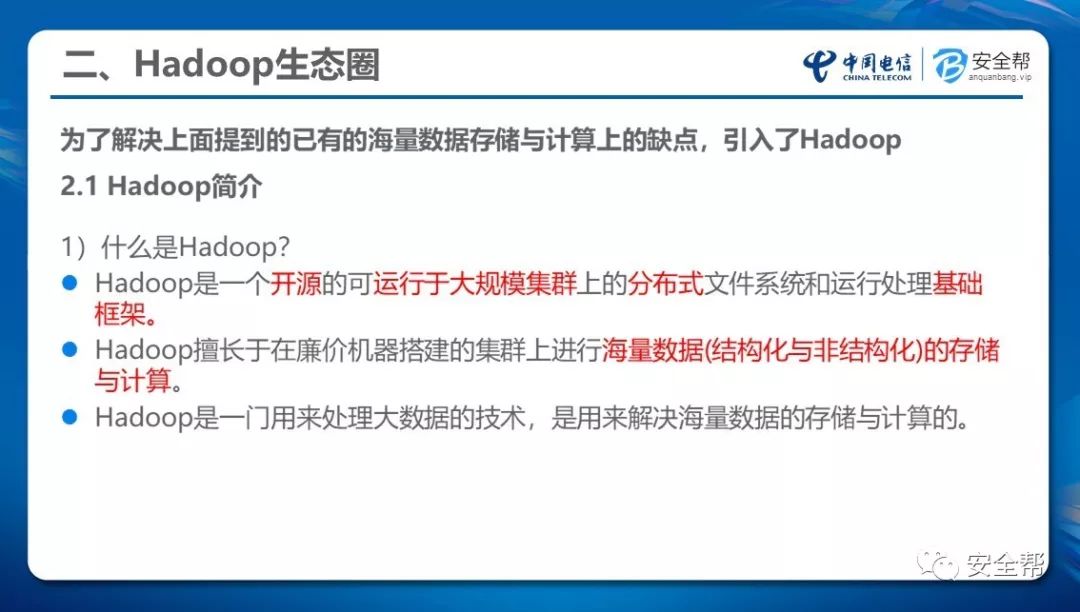 二、Hadoop生态圈
中国电信
CHINA TELECOM
安全帮
anquanbang.vip
为了解决上面提到的已有的海量数据存储与计算上的缺点，引入了Hadoop
2.1 Hadoop简介
1）什么是Hadoop？
Hadoop是一个开源的可运行于大规模集群上的分布式文件系统和运行处理基础
框架。
Hadoop擅长于在廉价机器搭建的集群上进行海量数据(结构化与非结构化)的存储
与计算。
Hadoop是一门用来处理大数据的技术，是用来解决海量数据的存储与计算的。
安全帮